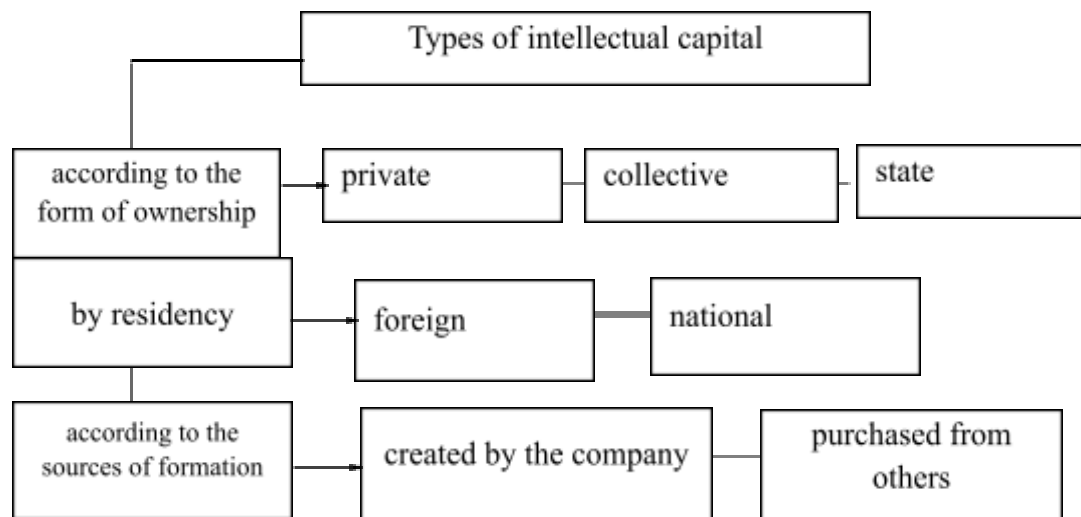 Types of intellectual capital
according to the
form of ownership
private
collective
state
by residency
foreign
national
according to the
sources of formation
created by the company
purchased from
others